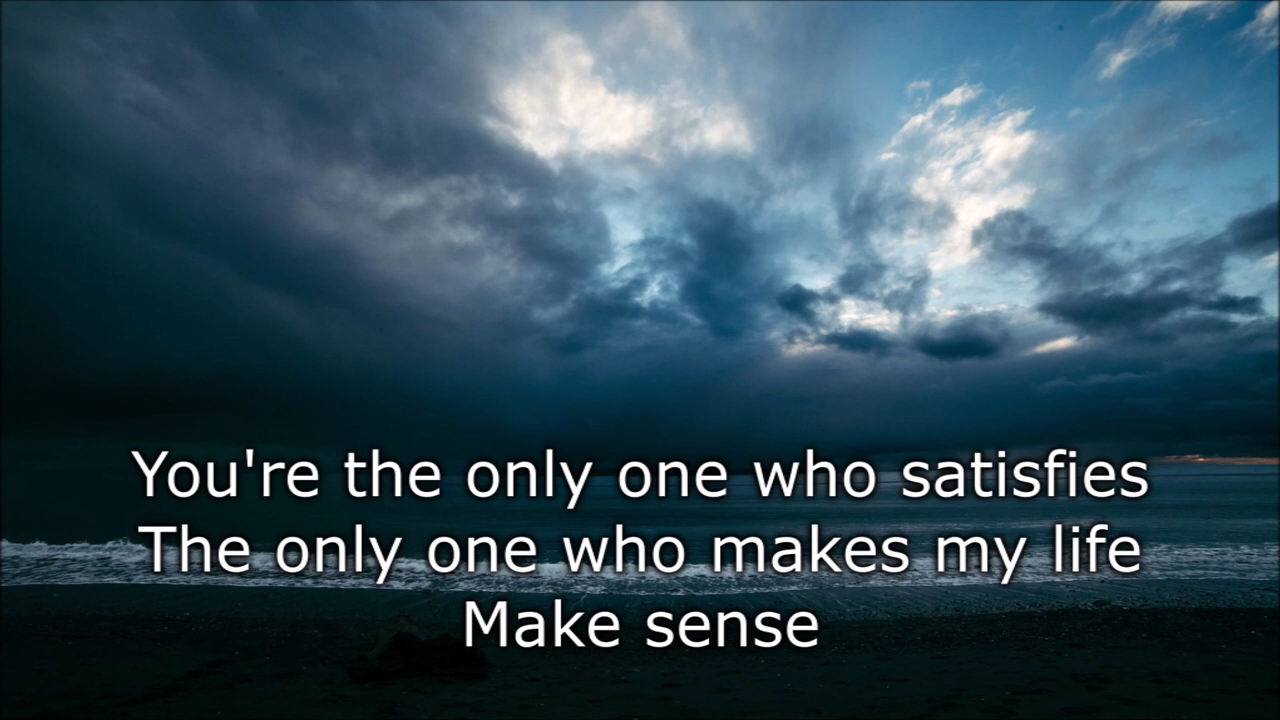 You're the only one who satisfies
The only one who makes my life
Make sense